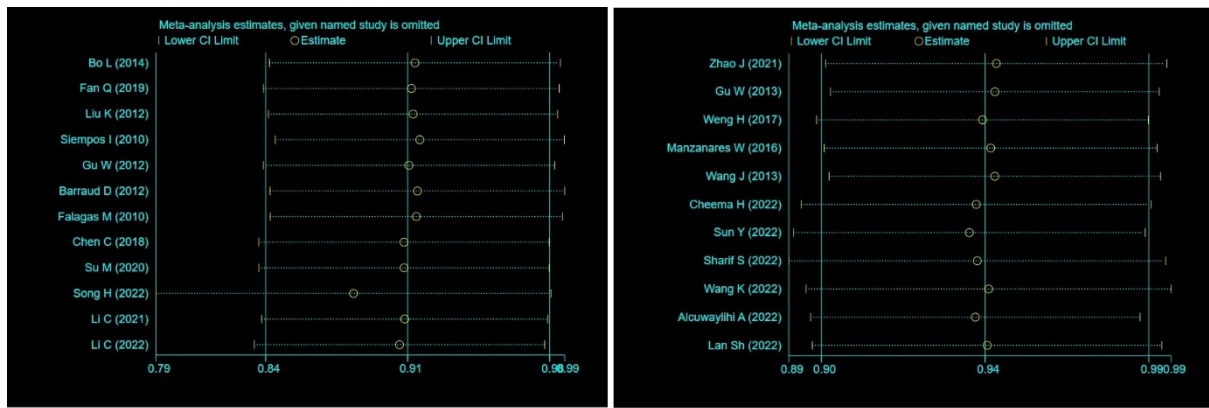 Meta-analysis estimates, given named study is omitted
| Lower CI Limit ○Estimate | Upper CI Limit
Bo L (2014)
Fan Q (2019)
Liu K (2012)
Siempos I (2010)
Gu W (2012)
Barraud D (2012)
Falagas M (2010)
Chen C (2018)
Su M (2020)
Song H (2022)
Li C (2021)
Li C (2022)
0.79 0.84 0.91 0.98 0.99
Meta-analysis estimates, given named study is omitted
| Lower CI Limit ○Estimate | Upper CI Limit
Zhao J (2021)
Gu W (2013)
Weng H (2017)
Manzanares W (2016)
Wang J (2013)
Cheema H (2022)
Sun Y (2022)
Sharif S (2022)
Wang K (2022)
Alcuwaylihi A (2022)
Lan Sh (2022)
0.89 0.90 0.94 0.99 0.99